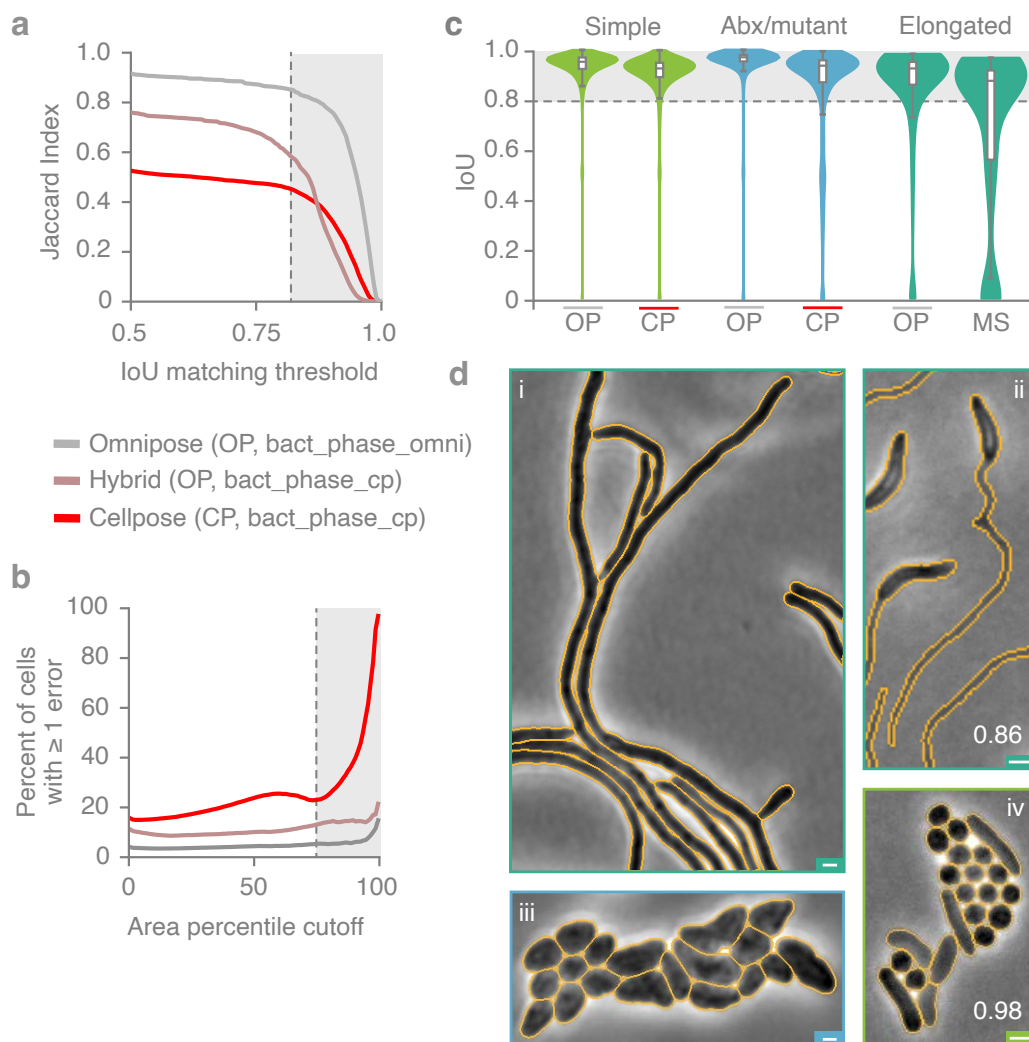 a
1.0
0.8
0.6
0.4
0.2
0
0.5
0.75
1.0
Jaccard Index
IoU matching threshold
Omnipose (OP, bact_phase_omni)
Hybrid (OP, bact_phase_cp)
Cellpose (CP, bact_phase_cp)
b
100
80
60
40
20
0
0
50
100
Percent of cells
with ≥ 1 error
Area percentile cutoff
c
Simple
Abx/mutant
Elongated
1.0
0.8
0.6
0.4
0.2
0
IoU
OP
CP
OP
CP
OP
MS
d
i
ii
0.86
iii
iv
0.98